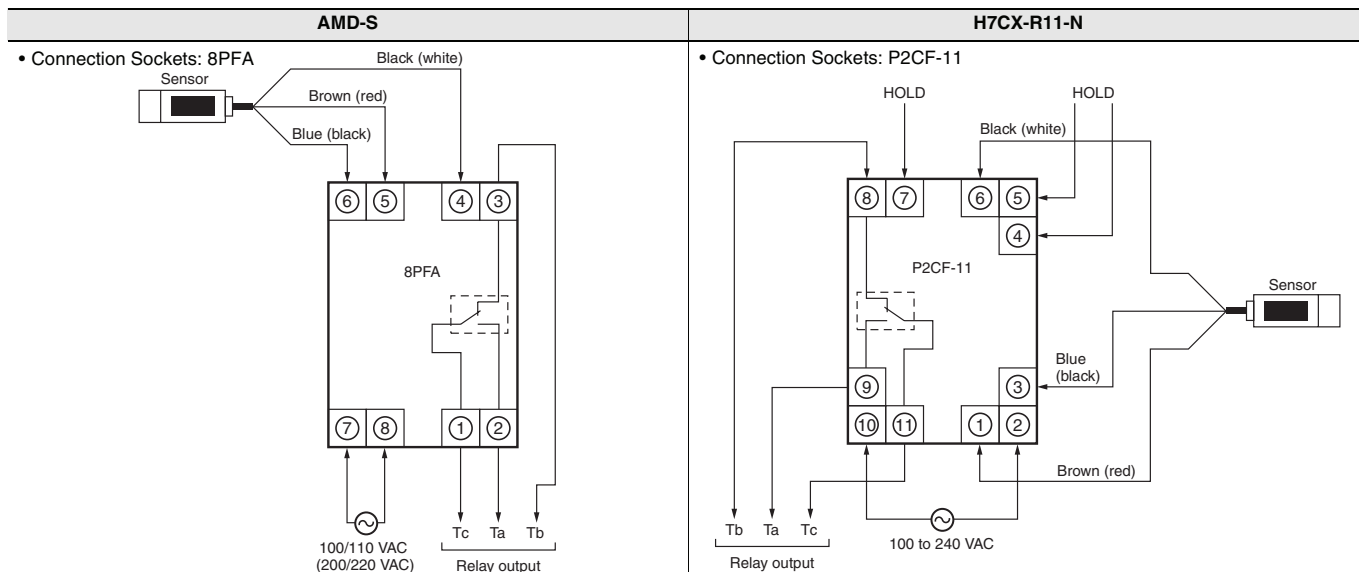 AMD-S
H7CX-R11-N
• Connection Sockets: 8PFA
Sensor
Black (white)
Brown (red)
Blue (black)
6
5
4
3
8PFA
7
8
1
2
100/110 VAC
(200/220 VAC)
Tc
Ta
Tb
Relay output
• Connection Sockets: P2CF-11
HOLD
HOLD
Black (white)
8
7
6
5
4
P2CF-11
Sensor
Blue
(black)
9
3
10
11
1
2
Brown (red)
Tb
Ta
Tc
100 to 240 VAC
Relay output